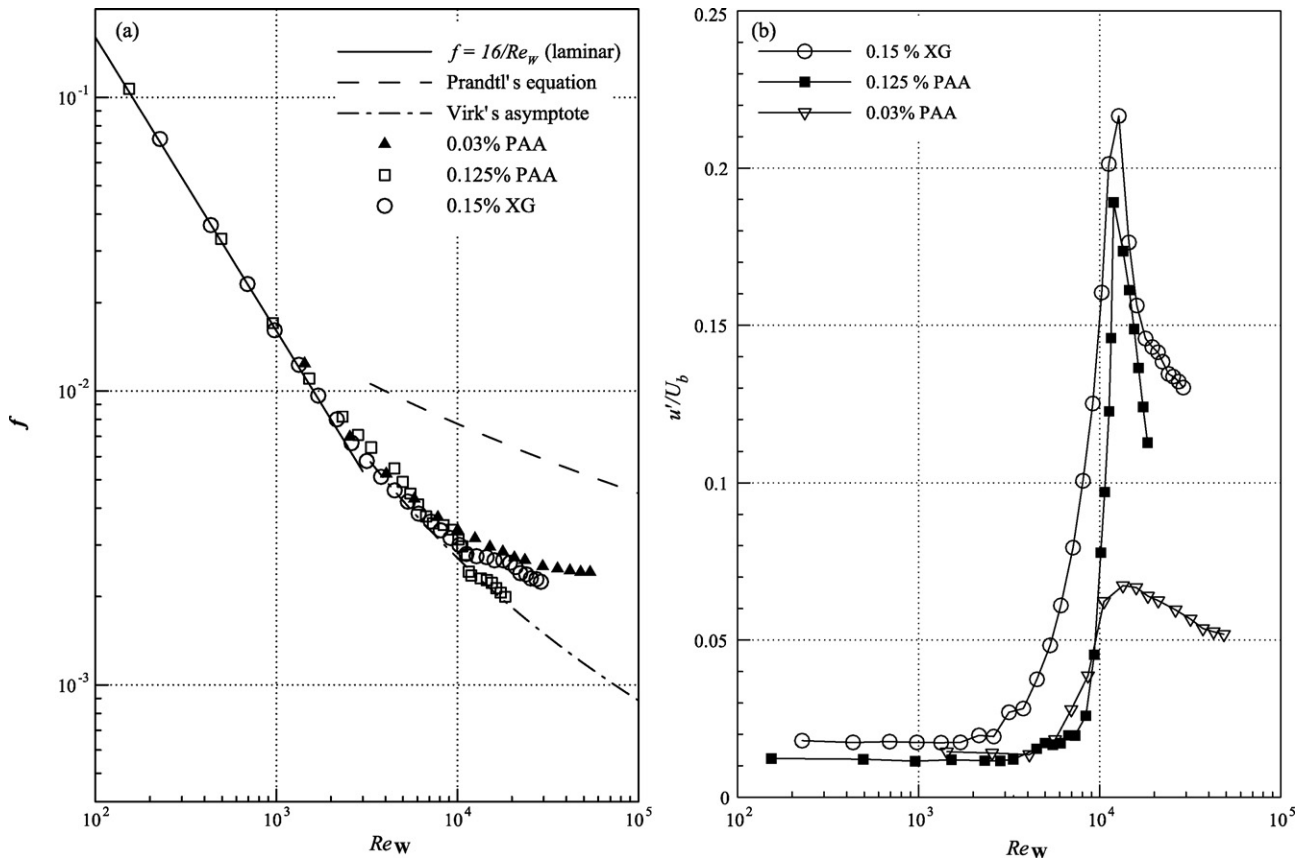 (a)
f = 16/Re_W (laminar)
Prandtl's equation
Virk's asymptote
0.03% PAA
0.125% PAA
0.15% XG
10^-1
10^-2
10^-3
f
10^2
10^3
10^4
10^5
Re_W
(b)
0.15 % XG
0.125 % PAA
0.03% PAA
0.25
0.2
0.15
0.1
0.05
0
u'/U_b
10^2
10^3
10^4
10^5
Re_W